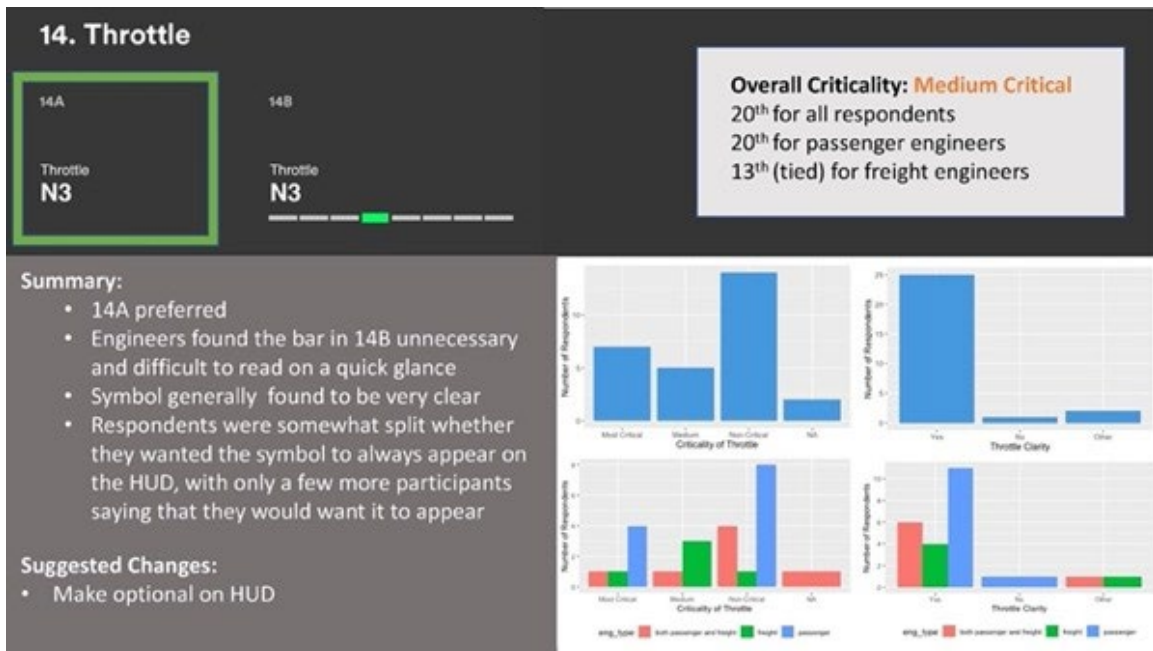 14. Throttle
14A
14B
Throttle
N3
Throttle
N3
Overall Criticality: Medium Critical
20th for all respondents
20th for passenger engineers
13th (tied) for freight engineers
Summary:
• 14A preferred
• Engineers found the bar in 14B unnecessary
and difficult to read on a quick glance
• Symbol generally found to be very clear
• Respondents were somewhat split whether
they wanted the symbol to always appear on
the HUD, with only a few more participants
saying that they would want it to appear
Suggested Changes:
• Make optional on HUD
Number of Respondents
Most Critical
Medium
Non-Critical
NA
Criticality of Throttle
Number of Respondents
Yes
No
Other
Throttle Clarity
Number of Respondents
Most Critical
Medium
Non-Critical
NA
Criticality of Throttle
eng_type
both passenger and freight
freight
passenger
Number of Respondents
Yes
No
Other
Throttle Clarity
eng_type
both passenger and freight
freight
passenger